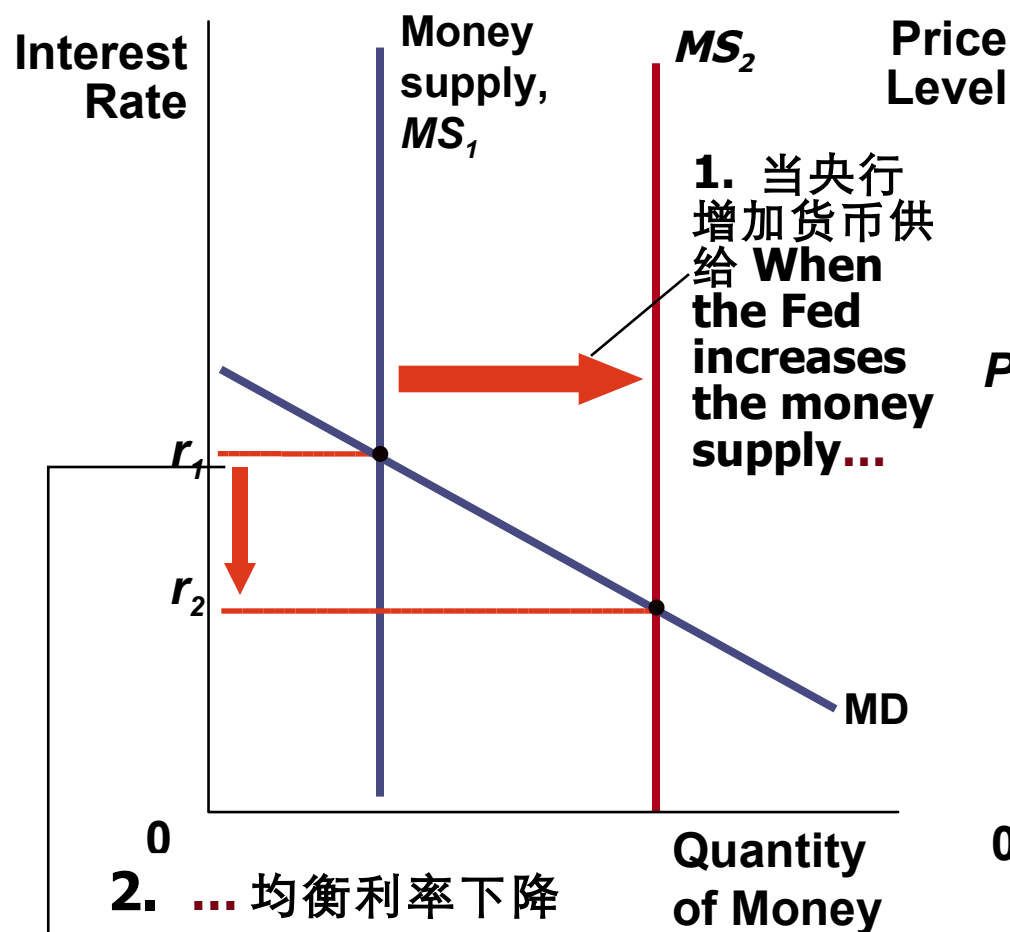 Interest
Rate
Money
supply,
MS₁
MS₂
Price
Level
1. 当央行
增加货币供
给 When
the Fed
increases
the money
supply…
P
r₁
r₂
MD
0
Quantity
of Money
0
2. … 均衡利率下降